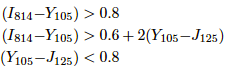 (I₈₁₄−Y₁₀₅) > 0.8
(I₈₁₄−Y₁₀₅) > 0.6 + 2(Y₁₀₅−J₁₂₅)
(Y₁₀₅−J₁₂₅) < 0.8